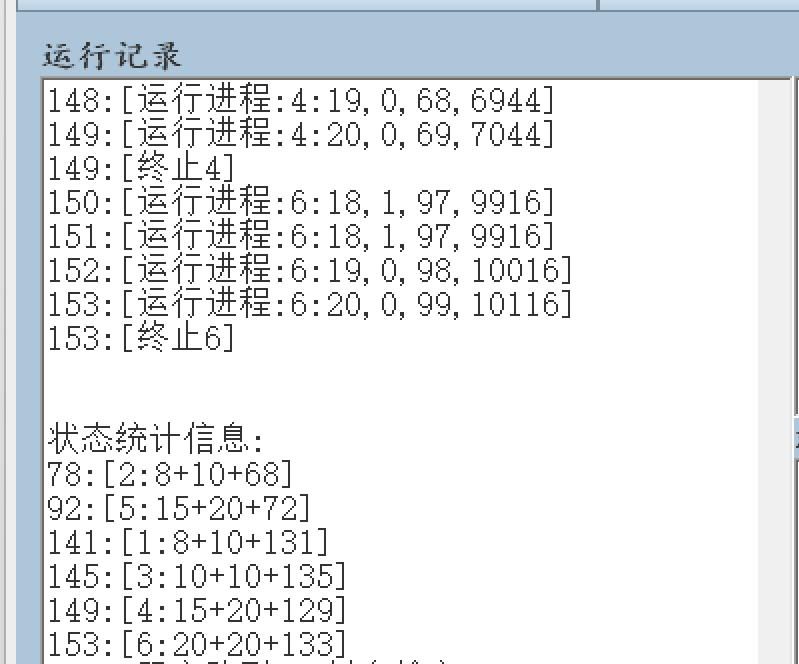 运行记录
148:[运行进程:4:19,0,68,6944]
149:[运行进程:4:20,0,69,7044]
149:[终止4]
150:[运行进程:6:18,1,97,9916]
151:[运行进程:6:18,1,97,9916]
152:[运行进程:6:19,0,98,10016]
153:[运行进程:6:20,0,99,10116]
153:[终止6]
状态统计信息:
78:[2:8+10+68]
92:[5:15+20+72]
141:[1:8+10+131]
145:[3:10+10+135]
149:[4:15+20+129]
153:[6:20+20+133]